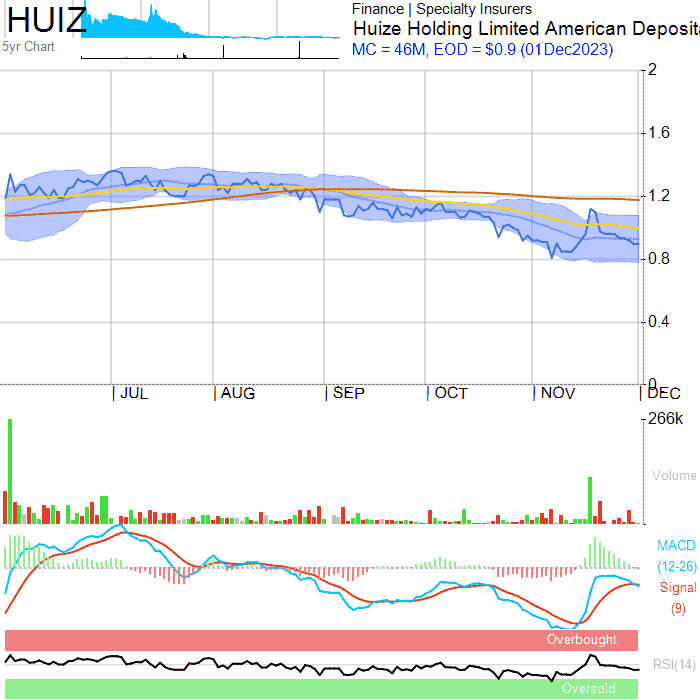 HUIZ
5yr Chart
Finance | Specialty Insurers
Huize Holding Limited American Deposit
MC = 46M, EOD = $0.9 (01Dec2023)
2
1.6
1.2
0.8
0.4
0
JUL
AUG
SEP
OCT
NOV
DEC
266k
Volume
MACD
(12-26)
Signal
(9)
Overbought
RSI(14)
Oversold